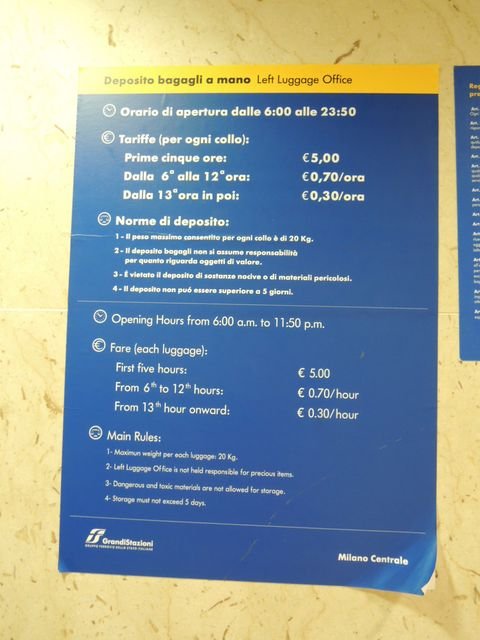 Deposito bagagli a mano Left Luggage Office
Orario di apertura dalle 6:00 alle 23:50
Tariffe (per ogni collo):
Prime cinque ore: € 5,00
Dalla 6° alla 12° ora: € 0,70/ora
Dalla 13° ora in poi: € 0,30/ora
Norme di deposito:
1 - Il peso massimo consentito per ogni collo è di 20 Kg.
2 - Il deposito bagagli non si assume responsabilità
per quanto riguarda oggetti di valore.
3 - È vietato il deposito di sostanze nocive o di materiali pericolosi.
4 - Il deposito non puó essere superiore a 5 giorni.
Opening Hours from 6:00 a.m. to 11:50 p.m.
Fare (each luggage):
First five hours: € 5.00
From 6th to 12th hours: € 0.70/hour
From 13th hour onward: € 0.30/hour
Main Rules:
1- Maximun weight per each luggage: 20 Kg.
2- Left Luggage Office is not held responsible for precious items.
3- Dangerous and toxic materials are not allowed for storage.
4- Storage must not exceed 5 days.
GrandiStazioni
GRUPPO FERROVIE DELLO STATO ITALIANE
Milano Centrale